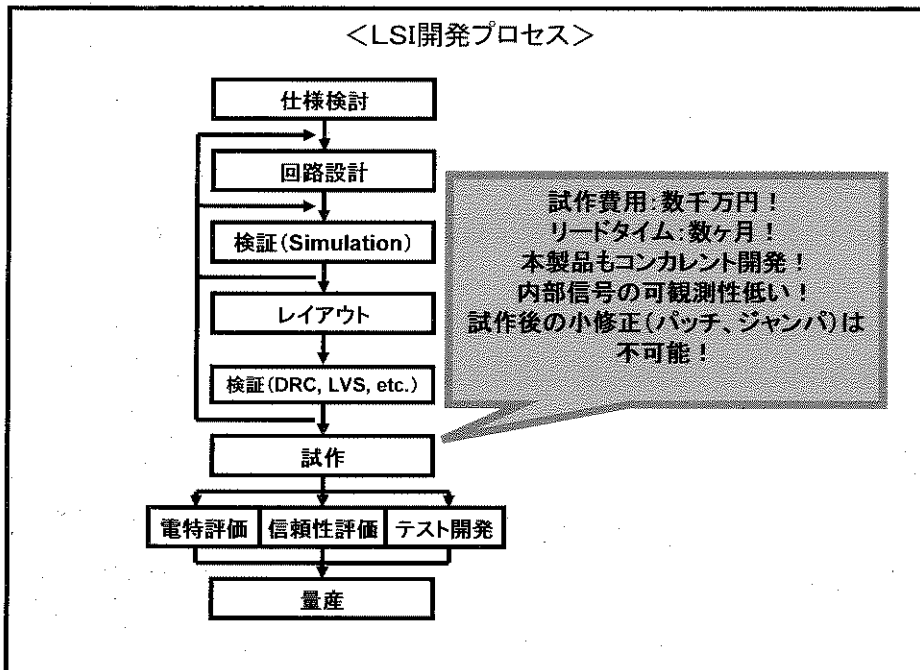 ＜LSI開発プロセス＞
仕様検討
回路設計
検証（Simulation）
レイアウト
検証（DRC, LVS, etc.）
試作
電特評価 信頼性評価 テスト開発
量産
試作費用：数千万円！
リードタイム：数ヶ月！
本製品もコンカレント開発！
内部信号の可観測性低い！
試作後の小修正（パッチ、ジャンパ）は
不可能！